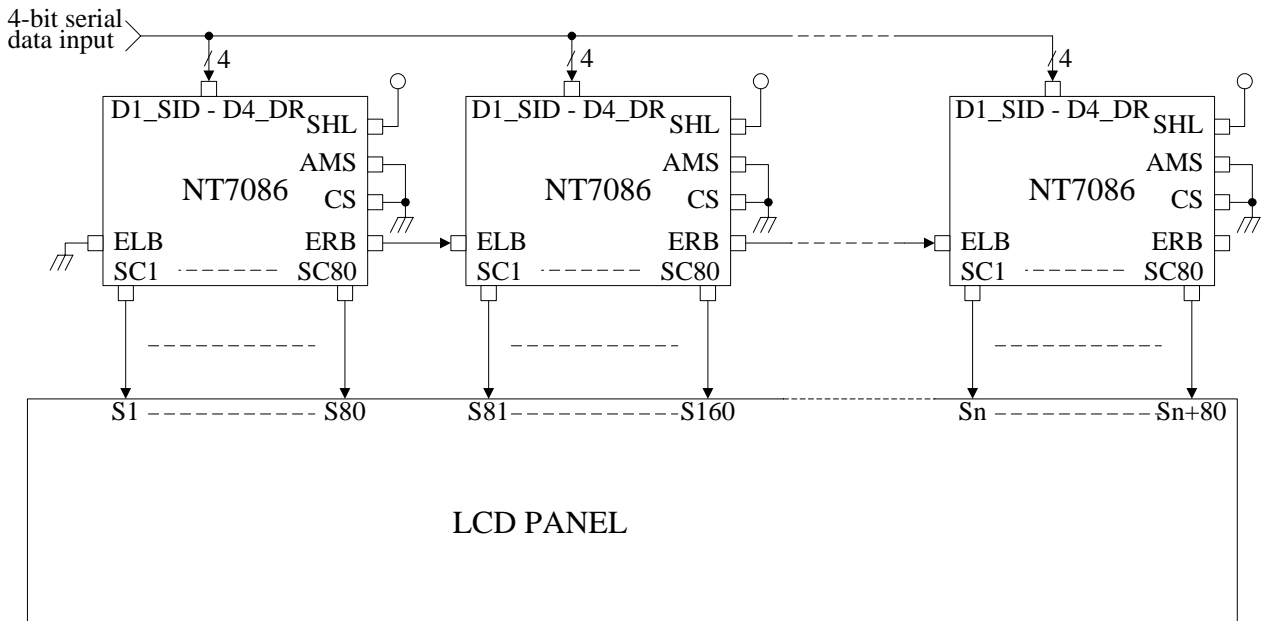 4-bit serial
data input
4
4
4
D1_SID - D4_DR
SHL
AMS
NT7086
CS
ELB
ERB
SC1
SC80
D1_SID - D4_DR
SHL
AMS
NT7086
CS
ELB
ERB
SC1
SC80
D1_SID - D4_DR
SHL
AMS
NT7086
CS
ELB
ERB
SC1
SC80
S1
S80
S81
S160
Sn
Sn+80
LCD PANEL